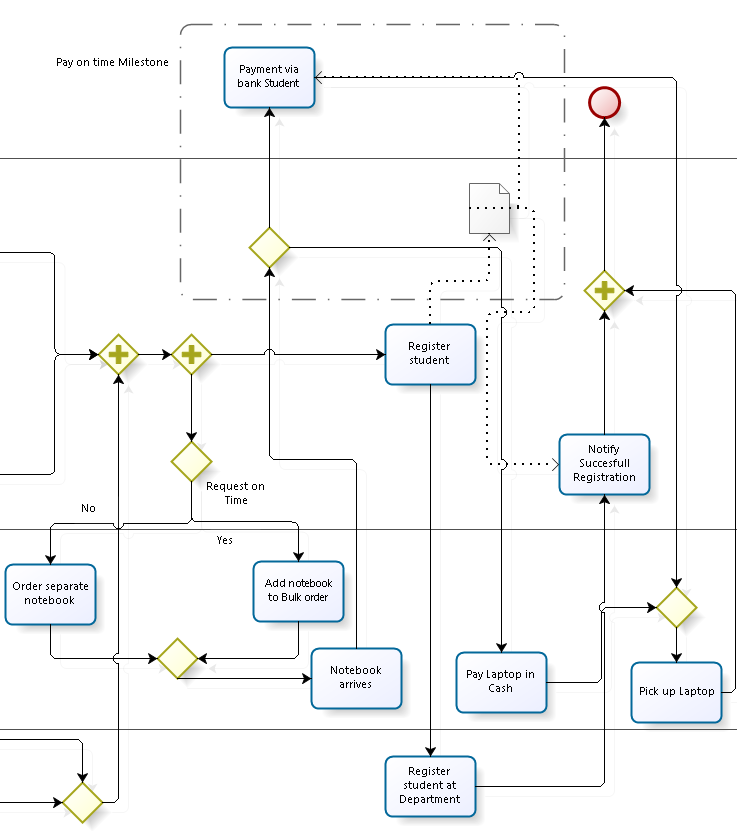 Pay on time Milestone
Payment via
bank Student
Register
student
Notify
Succesfull
Registration
Request on
Time
No
Yes
Order separate
notebook
Add notebook
to Bulk order
Notebook
arrives
Pay Laptop in
Cash
Pick up Laptop
Register
student at
Department